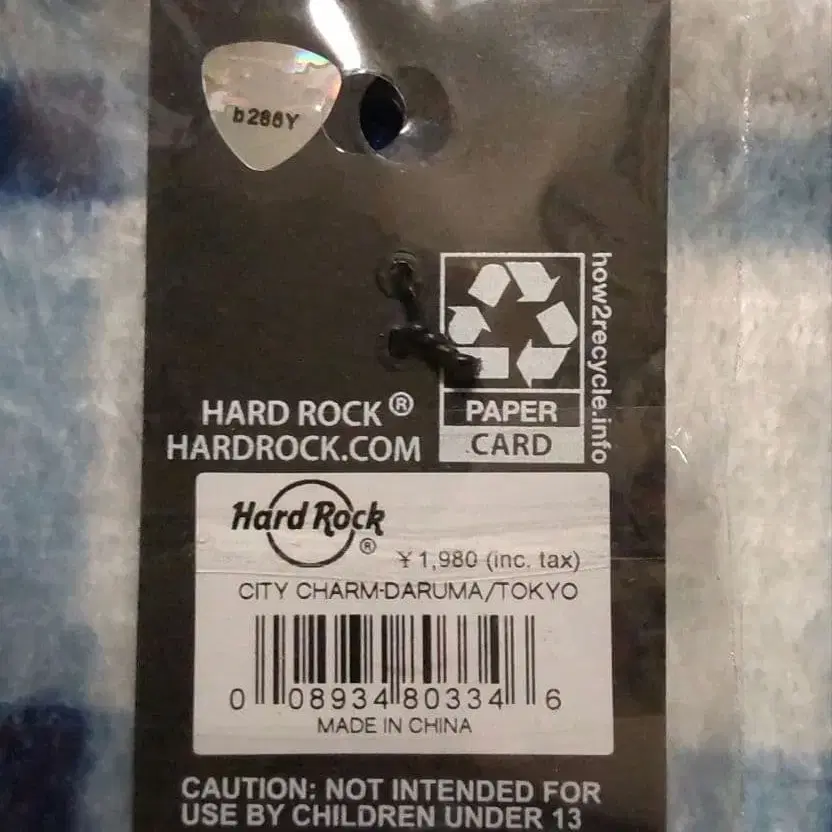 b286Y
how2recycle.info
PAPER
CARD
HARD ROCK®
HARDROCK.COM
Hard Rock®
¥1,980 (inc. tax)
CITY CHARM-DARUMA/TOKYO
0 08934 80334 6
MADE IN CHINA
CAUTION: NOT INTENDED FOR
USE BY CHILDREN UNDER 13